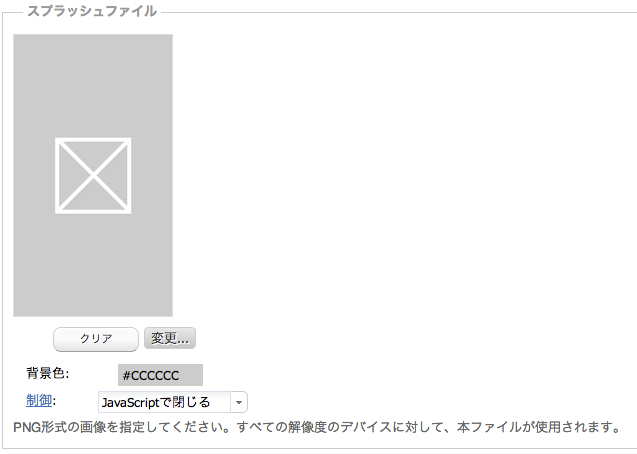 スプラッシュファイル
クリア 変更...
背景色: #CCCCCC
制御: JavaScriptで閉じる
PNG形式の画像を指定してください。すべての解像度のデバイスに対して、本ファイルが使用されます。